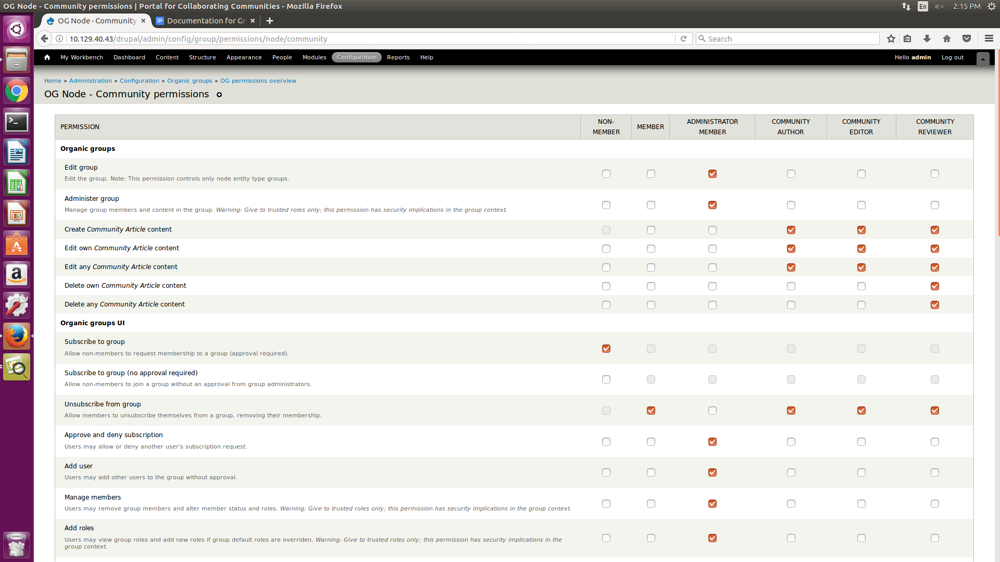 OG Node - Community permissions | Portal for Collaborating Communities - Mozilla Firefox
En
2:15 PM
OG Node - Community
Documentation for Gr
10.129.40.43/drupal/admin/config/group/permissions/node/community
Search
My Workbench Dashboard Content Structure Appearance People Modules Configuration Reports Help
Hello admin Log out
Home » Administration » Configuration » Organic groups » OG permissions overview
OG Node - Community permissions
PERMISSION
NON-
MEMBER
MEMBER
ADMINISTRATOR
MEMBER
COMMUNITY
AUTHOR
COMMUNITY
EDITOR
COMMUNITY
REVIEWER
Organic groups
Edit group
Edit the group. Note: This permission controls only node entity type groups.
Administer group
Manage group members and content in the group. Warning: Give to trusted roles only; this permission has security implications in the group context.
Create Community Article content
Edit own Community Article content
Edit any Community Article content
Delete own Community Article content
Delete any Community Article content
Organic groups UI
Subscribe to group
Allow non-members to request membership to a group (approval required).
Subscribe to group (no approval required)
Allow non-members to join a group without an approval from group administrators.
Unsubscribe from group
Allow members to unsubscribe themselves from a group, removing their membership.
Approve and deny subscription
Users may allow or deny another user's subscription request.
Add user
Users may add other users to the group without approval.
Manage members
Users may remove group members and alter member status and roles. Warning: Give to trusted roles only; this permission has security implications in the group context.
Add roles
Users may view group roles and add new roles if group default roles are overriden. Warning: Give to trusted roles only; this permission has security implications in the
group context.